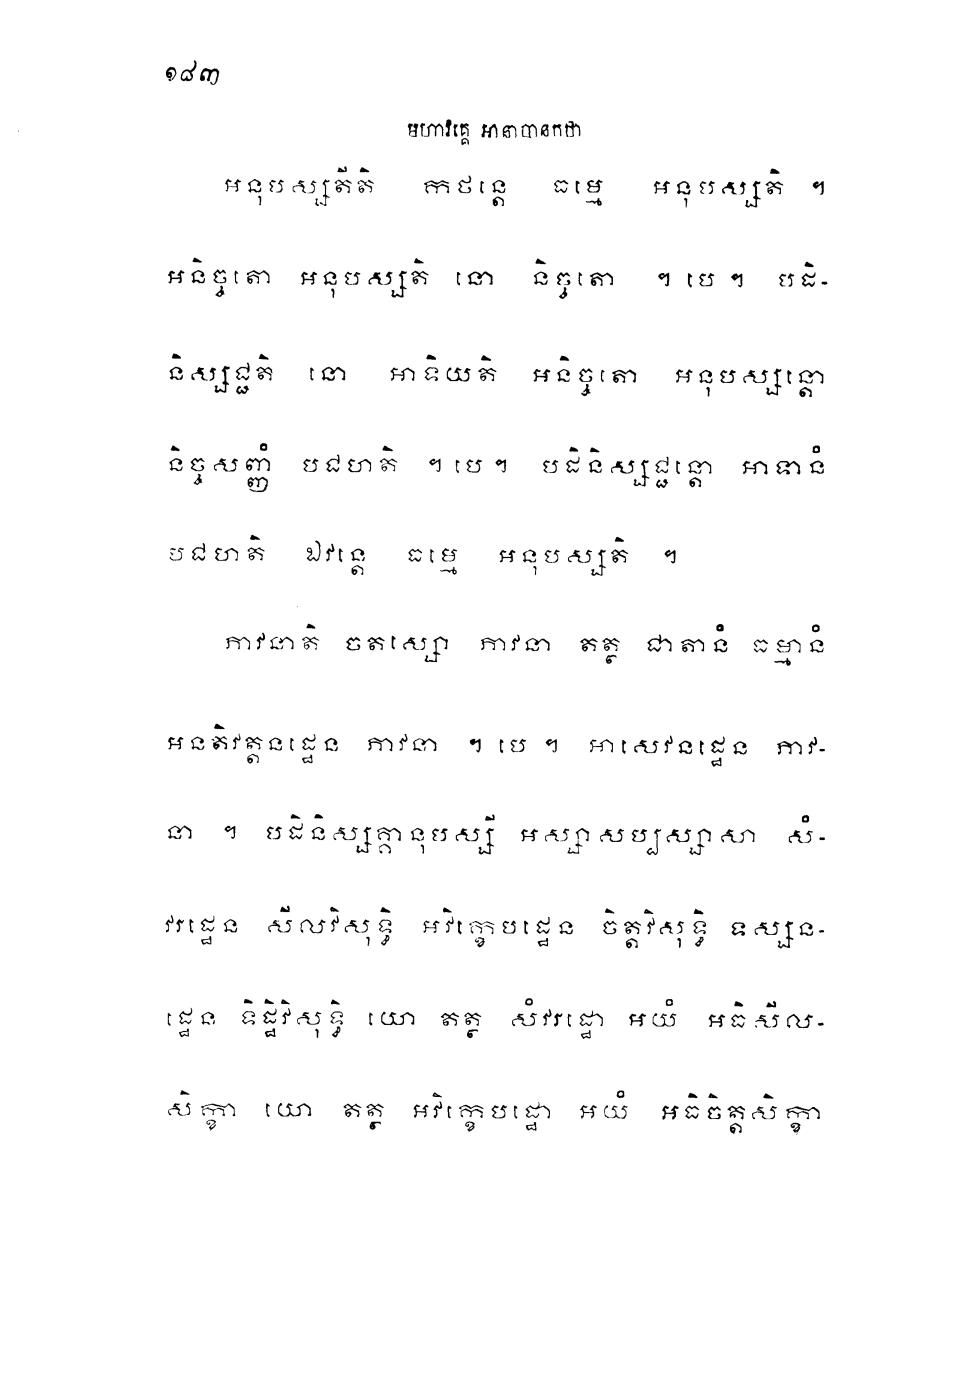 ១៨៣
មហាវគ្គេ អានាបានកថា
អនុបស្សតីតិ កថន្តេ ធម្មេ អនុបស្សតិ ។
អនិច្ចតោ អនុបស្សតិ នោ និច្ចតោ ។ បេ ។ បដិ-
និស្សជ្ជតិ នោ អាទិយតិ អនិច្ចតោ អនុបស្សន្តោ
និច្ចសញ្ញំ បជហាតិ ។ បេ ។ បដិនិស្សជ្ជន្តោ អាទានំ
បជហាតិ ឯវន្តេ ធម្មេ អនុបស្សតិ ។
ភាវនាតិ ចតស្សោ ភាវនា តត្ថ ជាតានំ ធម្មានំ
អនតិវត្តនដ្ឋេន ភាវនា ។ បេ ។ អាសេវនដ្ឋេន ភាវ-
នា ។ បដិនិស្សគ្គានុបស្សី អស្សាសប្បស្សាសា សំ-
វរដ្ឋេន សីលវិសុទ្ធិ អវិក្ខេបដ្ឋេន ចិត្តវិសុទ្ធិ ទស្សន-
ដ្ឋេន ទិដ្ឋិវិសុទ្ធិ យោ តត្ថ សំវរដ្ឋោ អយំ អធិសីល-
សិក្ខា យោ តត្ថ អវិក្ខេបដ្ឋោ អយំ អធិចិត្តសិក្ខា